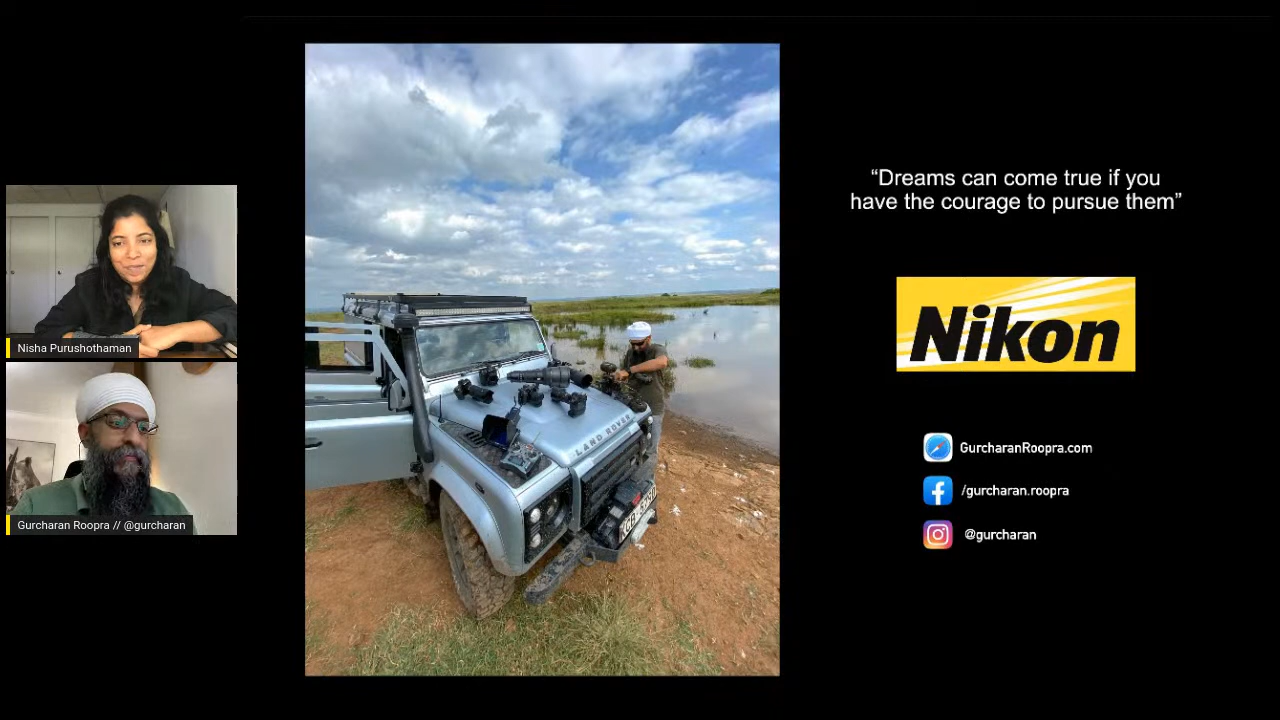 Nisha Purushothaman
Gurcharan Roopra // @gurcharan
LAND ROVER
“Dreams can come true if you
have the courage to pursue them”
Nikon
GurcharanRoopra.com
/gurcharan.roopra
@gurcharan